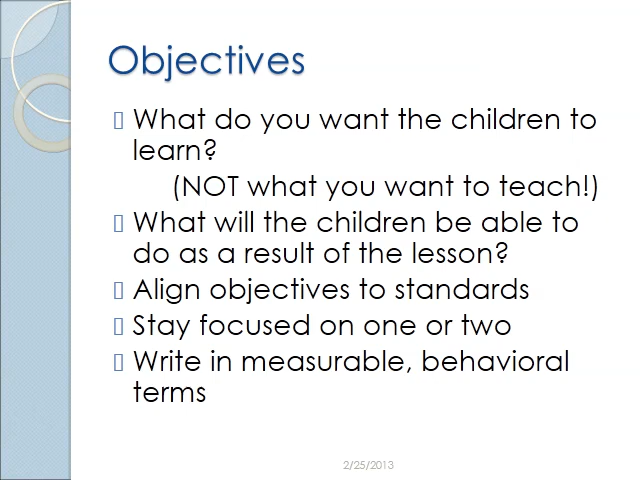 Objectives
What do you want the children to
learn?
(NOT what you want to teach!)
What will the children be able to
do as a result of the lesson?
Align objectives to standards
Stay focused on one or two
Write in measurable, behavioral
terms
2/25/2013